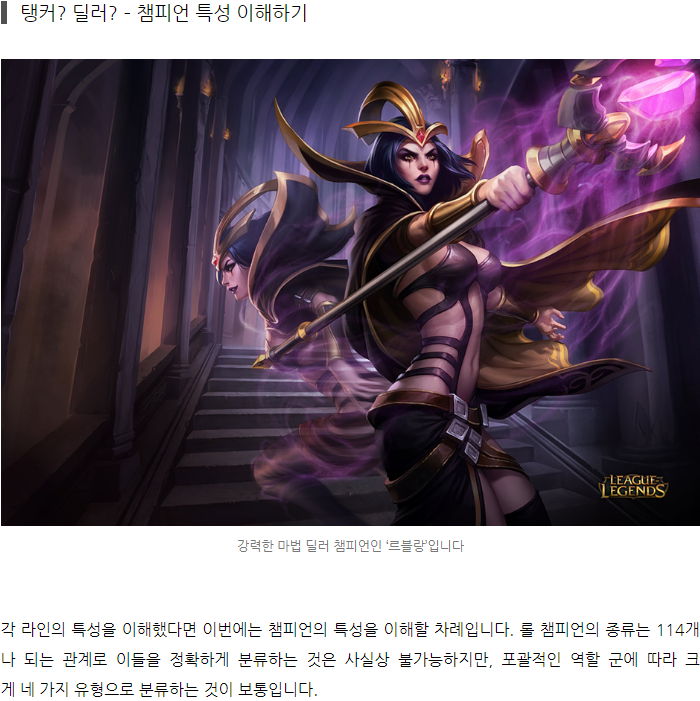 탱커? 딜러? - 챔피언 특성 이해하기
LEAGUE
OF
LEGENDS
강력한 마법 딜러 챔피언인 ‘르블랑’입니다
각 라인의 특성을 이해했다면 이번에는 챔피언의 특성을 이해할 차례입니다. 롤 챔피언의 종류는 114개
나 되는 관계로 이들을 정확하게 분류하는 것은 사실상 불가능하지만, 포괄적인 역할 군에 따라 크
게 네 가지 유형으로 분류하는 것이 보통입니다.